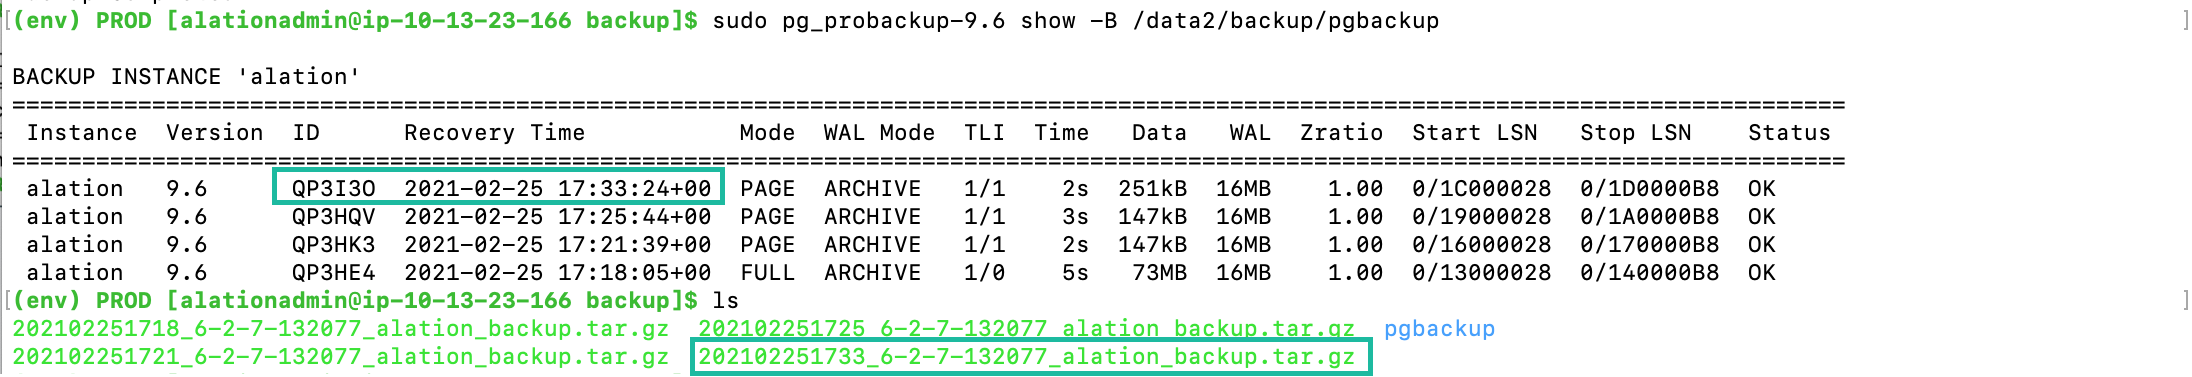 [(env) PROD [alationadmin@ip-10-13-23-166 backup]$ sudo pg_probackup-9.6 show -B /data2/backup/pgbackup ]
BACKUP INSTANCE 'alation'
===================================================================================================================================
Instance Version ID Recovery Time Mode WAL Mode TLI Time Data WAL Zratio Start LSN Stop LSN Status
===================================================================================================================================
alation 9.6 QP3I3O 2021-02-25 17:33:24+00 PAGE ARCHIVE 1/1 2s 251kB 16MB 1.00 0/1C000028 0/1D0000B8 OK
alation 9.6 QP3HQV 2021-02-25 17:25:44+00 PAGE ARCHIVE 1/1 3s 147kB 16MB 1.00 0/19000028 0/1A0000B8 OK
alation 9.6 QP3HK3 2021-02-25 17:21:39+00 PAGE ARCHIVE 1/1 2s 147kB 16MB 1.00 0/16000028 0/170000B8 OK
alation 9.6 QP3HE4 2021-02-25 17:18:05+00 FULL ARCHIVE 1/0 5s 73MB 16MB 1.00 0/13000028 0/140000B8 OK
[(env) PROD [alationadmin@ip-10-13-23-166 backup]$ ls ]
202102251718_6-2-7-132077_alation_backup.tar.gz 202102251725_6-2-7-132077_alation_backup.tar.gz pgbackup
202102251721_6-2-7-132077_alation_backup.tar.gz 202102251733_6-2-7-132077_alation_backup.tar.gz